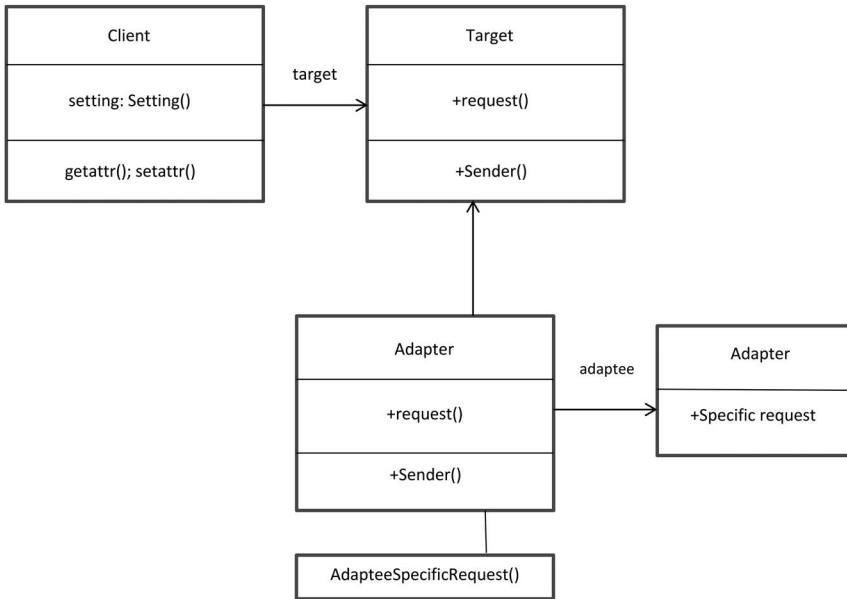 Client
setting: Setting()
getattr(); setattr()
target
Target
+request()
+Sender()
Adapter
+request()
+Sender()
adaptee
Adapter
+Specific request
AdapteeSpecificRequest()